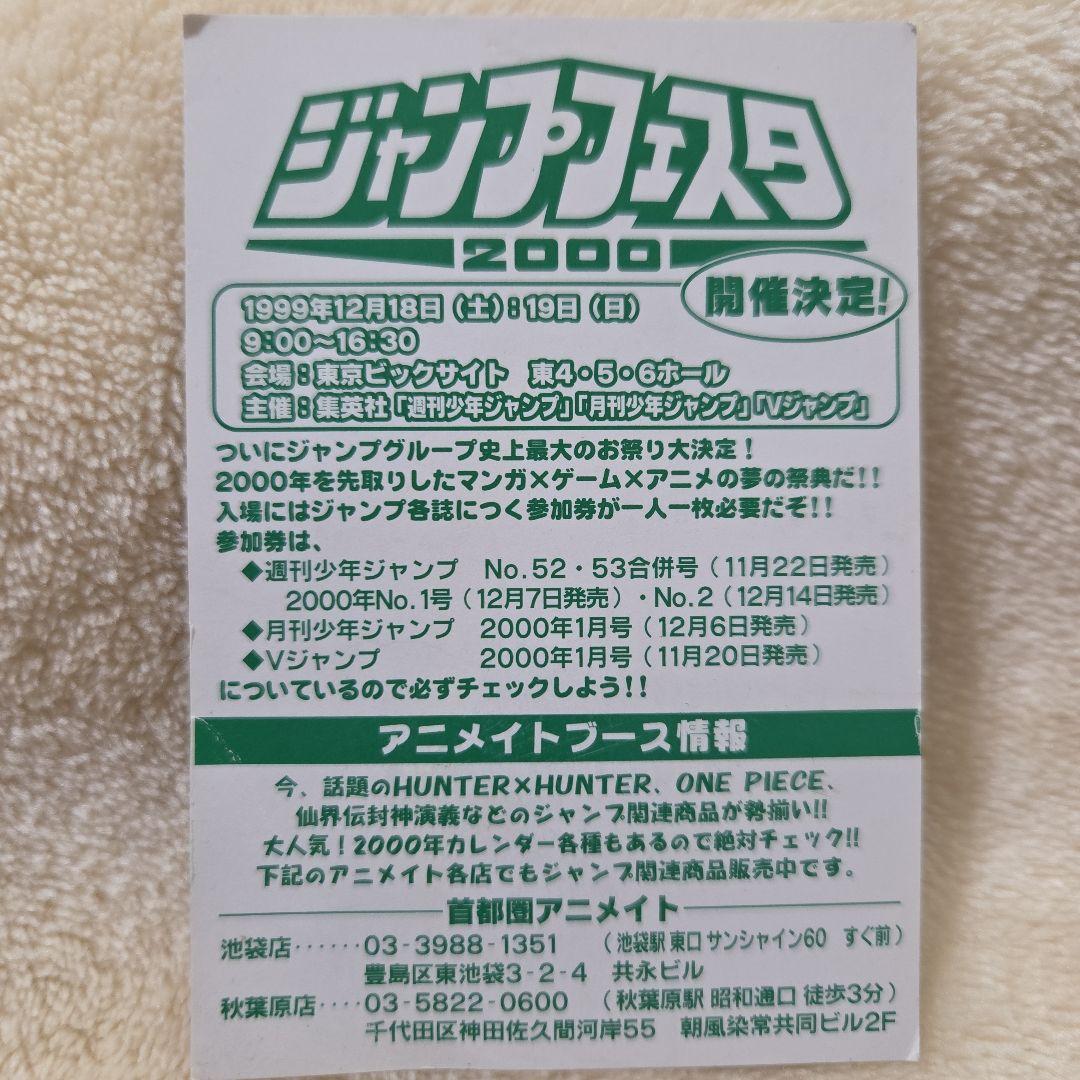 ジャンプフェスタ
2000
開催決定!
1999年12月18日(土):19日(日)
9:00〜16:30
会場:東京ビックサイト 東4・5・6ホール
主催:集英社「週刊少年ジャンプ」「月刊少年ジャンプ」「Vジャンプ」
ついにジャンプグループ史上最大のお祭り大決定!
2000年を先取りしたマンガ×ゲーム×アニメの夢の祭典だ!!
入場にはジャンプ各誌につく参加券が一人一枚必要だぞ!!
参加券は、
◆週刊少年ジャンプ No.52・53合併号(11月22日発売)
2000年No.1号(12月7日発売)・No.2(12月14日発売)
◆月刊少年ジャンプ 2000年1月号(12月6日発売)
◆Vジャンプ 2000年1月号(11月20日発売)
についているので必ずチェックしよう!!
アニメイトブース情報
今、話題のHUNTER×HUNTER、ONE PIECE、
仙界伝封神演義などのジャンプ関連商品が勢揃い!!
大人気!2000年カレンダー各種もあるので絶対チェック!!
下記のアニメイト各店でもジャンプ関連商品販売中です。
首都圏アニメイト
池袋店‥‥‥03-3988-1351 (池袋駅 東口 サンシャイン60 すぐ前)
豊島区東池袋3-2-4 共永ビル
秋葉原店‥‥03-5822-0600 (秋葉原駅 昭和通口 徒歩3分)
千代田区神田佐久間河岸55 朝風染常共同ビル2F